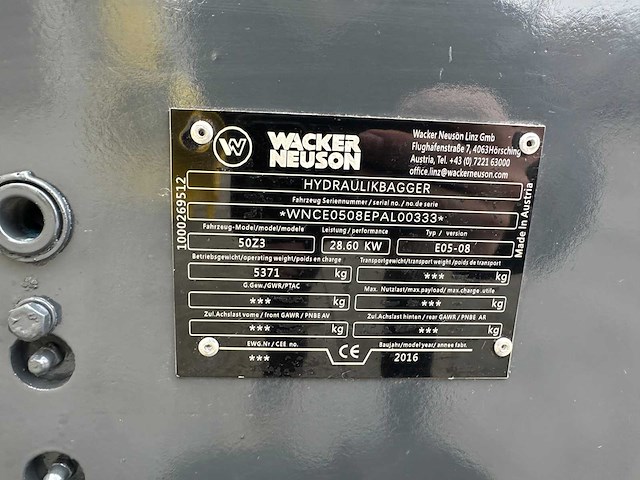 W
WACKER
NEUSON
Wacker Neuson Linz Gmb
Flughafenstraße 7, 4063Hörsching
Austria, Tel. +43 (0) 7221 63000
office.linz@wackerneuson.com
1000269512
HYDRAULIKBAGGER
Fahrzeug Seriennummer / serial no./ no.de serie
*WNCE0508EPAL00333*
Made in Austria
Fahrzeug-Model/model/modele Leistung / performance Typ / version
50Z3 28.60 KW E05-08
Betriebsgewicht/operating weight/poids en charge Transportgewicht/transport weight/poids de transport
5371 kg *** kg
G.Gew./GWR/PTAC Max. Nutzlast/max.payload/ max.charge utile
*** kg *** kg
Zul.Achslast vorne / front GAWR / PNBE AV Zul.Achslast hinten / rear GAWR / PNBE AR
*** kg *** kg
EWG.Nr / CEE no. CE Baujahr/model year/ annee fabr.
*** 2016